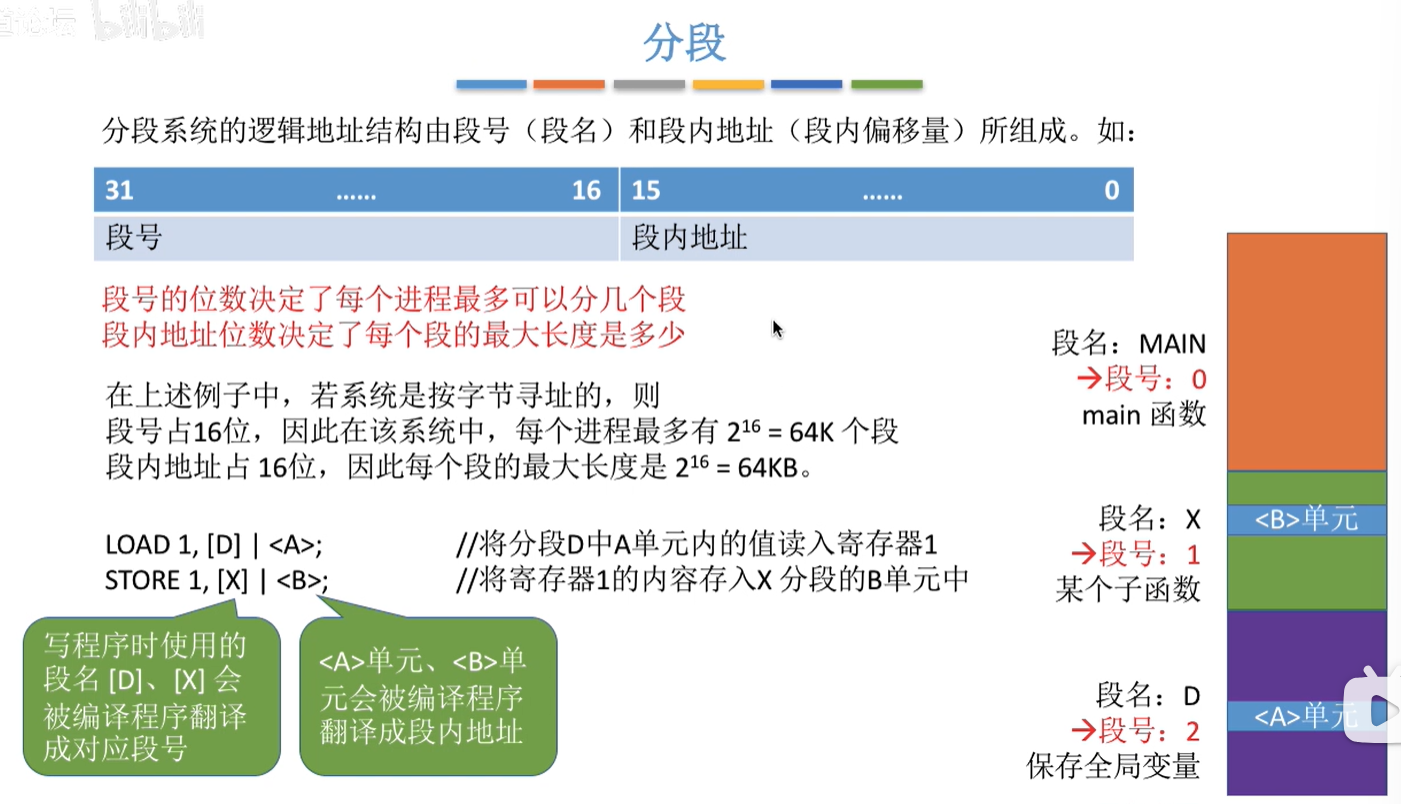 bilibili
分段
分段系统的逻辑地址结构由段号（段名）和段内地址（段内偏移量）所组成。如：
31 …… 16 15 …… 0
段号 段内地址
段号的位数决定了每个进程最多可以分几个段
段内地址位数决定了每个段的最大长度是多少
在上述例子中，若系统是按字节寻址的，则
段号占16位，因此在该系统中，每个进程最多有 2¹⁶ = 64K 个段
段内地址占 16位，因此每个段的最大长度是 2¹⁶ = 64KB。
LOAD 1, [D] | <A>; //将分段D中A单元内的值读入寄存器1
STORE 1, [X] | <B>; //将寄存器1的内容存入X 分段的B单元中
写程序时使用的
段名 [D]、[X] 会
被编译程序翻译
成对应段号
<A>单元、<B>单
元会被编译程序
翻译成段内地址
段名：MAIN
→段号：0
main 函数
段名：X
→段号：1
某个子函数
<B>单元
段名：D
→段号：2
保存全局变量
<A>单元